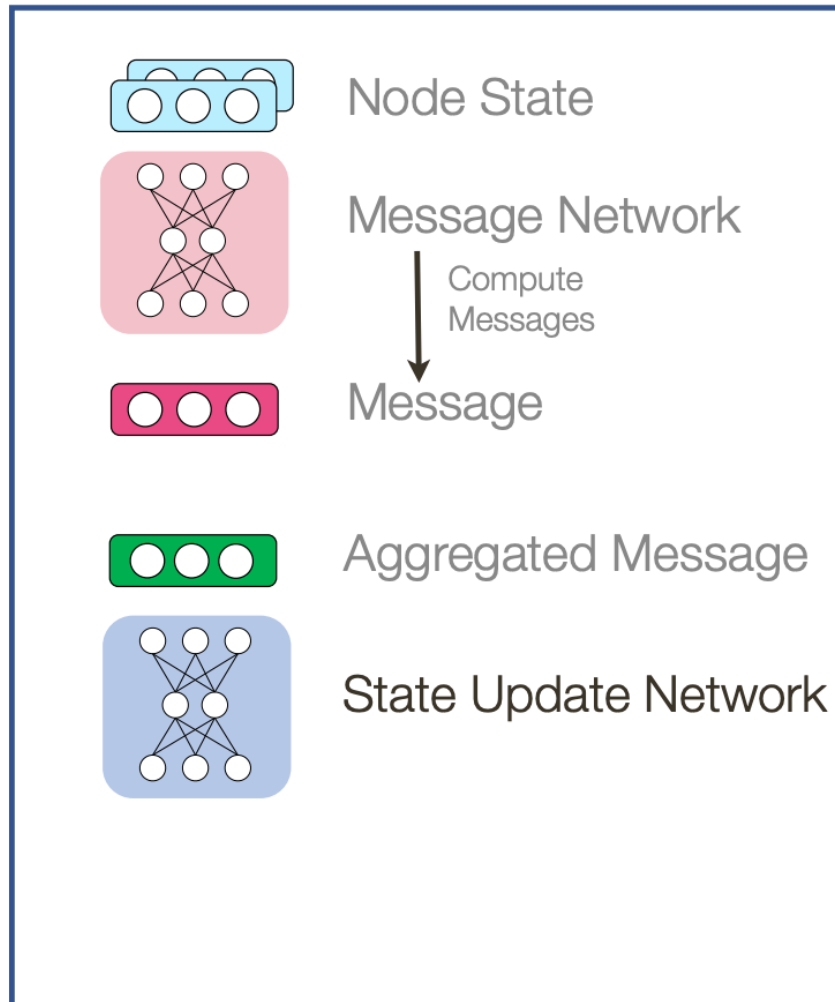 Node State
Message Network
Compute
Messages
Message
Aggregated Message
State Update Network